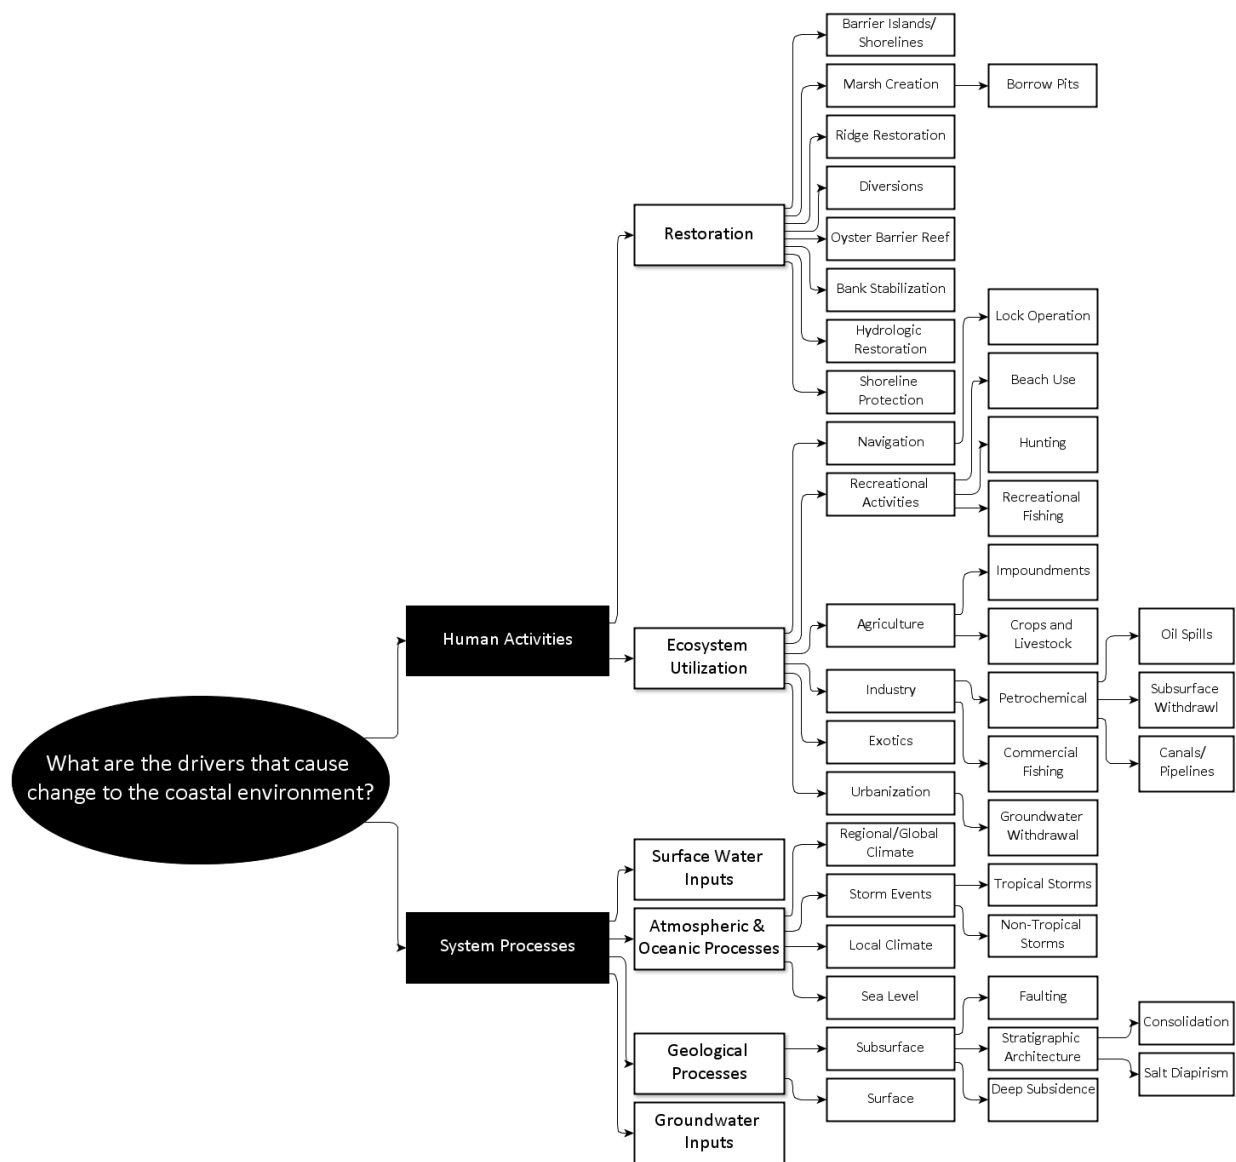 Barrier Islands/
Shorelines
Marsh Creation
Borrow Pits
Ridge Restoration
Diversions
Restoration
Oyster Barrier Reef
Bank Stabilization
Lock Operation
Hydrologic
Restoration
Beach Use
Shoreline
Protection
Navigation
Hunting
Recreational
Activities
Recreational
Fishing
Impoundments
Agriculture
Crops and
Livestock
Oil Spills
Human Activities
Ecosystem
Utilization
Industry
Petrochemical
Subsurface
Withdrawl
Exotics
Commercial
Fishing
Canals/
Pipelines
What are the drivers that cause
change to the coastal environment?
Urbanization
Groundwater
Withdrawal
Regional/Global
Climate
Surface Water
Inputs
Storm Events
Tropical Storms
Non-Tropical
Storms
System Processes
Atmospheric &
Oceanic Processes
Local Climate
Sea Level
Faulting
Consolidation
Geological
Processes
Subsurface
Stratigraphic
Architecture
Salt Diapirism
Surface
Deep Subsidence
Groundwater
Inputs